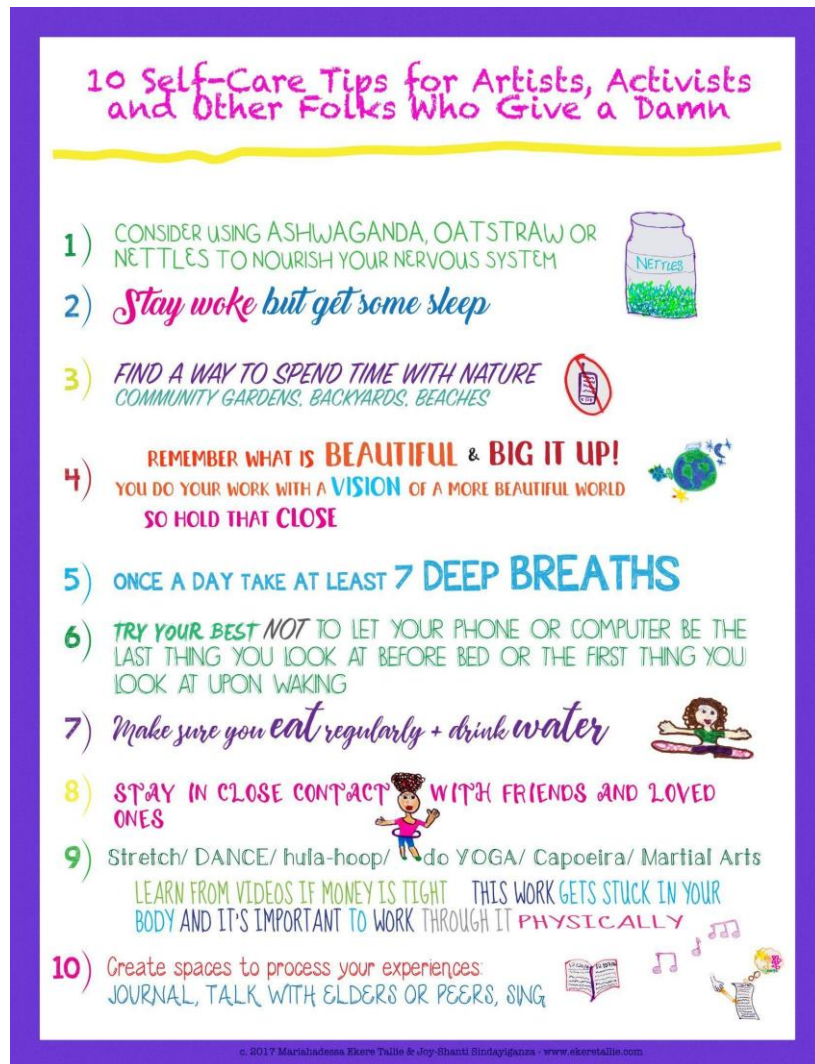 10 Self-Care Tips for Artists, Activists
and Other Folks Who Give a Damn
1) CONSIDER USING ASHWAGANDA, OATSTRAW OR
NETTLES TO NOURISH YOUR NERVOUS SYSTEM
NETTLES
2) Stay woke but get some sleep
3) FIND A WAY TO SPEND TIME WITH NATURE
COMMUNITY GARDENS, BACKYARDS, BEACHES
4) REMEMBER WHAT IS BEAUTIFUL & BIG IT UP!
YOU DO YOUR WORK WITH A VISION OF A MORE BEAUTIFUL WORLD
SO HOLD THAT CLOSE
5) ONCE A DAY TAKE AT LEAST 7 DEEP BREATHS
6) TRY YOUR BEST NOT TO LET YOUR PHONE OR COMPUTER BE THE
LAST THING YOU LOOK AT BEFORE BED OR THE FIRST THING YOU
LOOK AT UPON WAKING
7) Make sure you eat regularly + drink water
8) STAY IN CLOSE CONTACT WITH FRIENDS AND LOVED
ONES
9) Stretch/ DANCE/ hula-hoop/ do YOGA/ Capoeira/ Martial Arts
LEARN FROM VIDEOS IF MONEY IS TIGHT THIS WORK GETS STUCK IN YOUR
BODY AND IT'S IMPORTANT TO WORK THROUGH IT PHYSICALLY
10) Create spaces to process your experiences:
JOURNAL, TALK WITH ELDERS OR PEERS, SING
c. 2017 Mariahadessa Ekere Tallie & Joy-Shanti Sindayiganza - www.ekeretallie.com